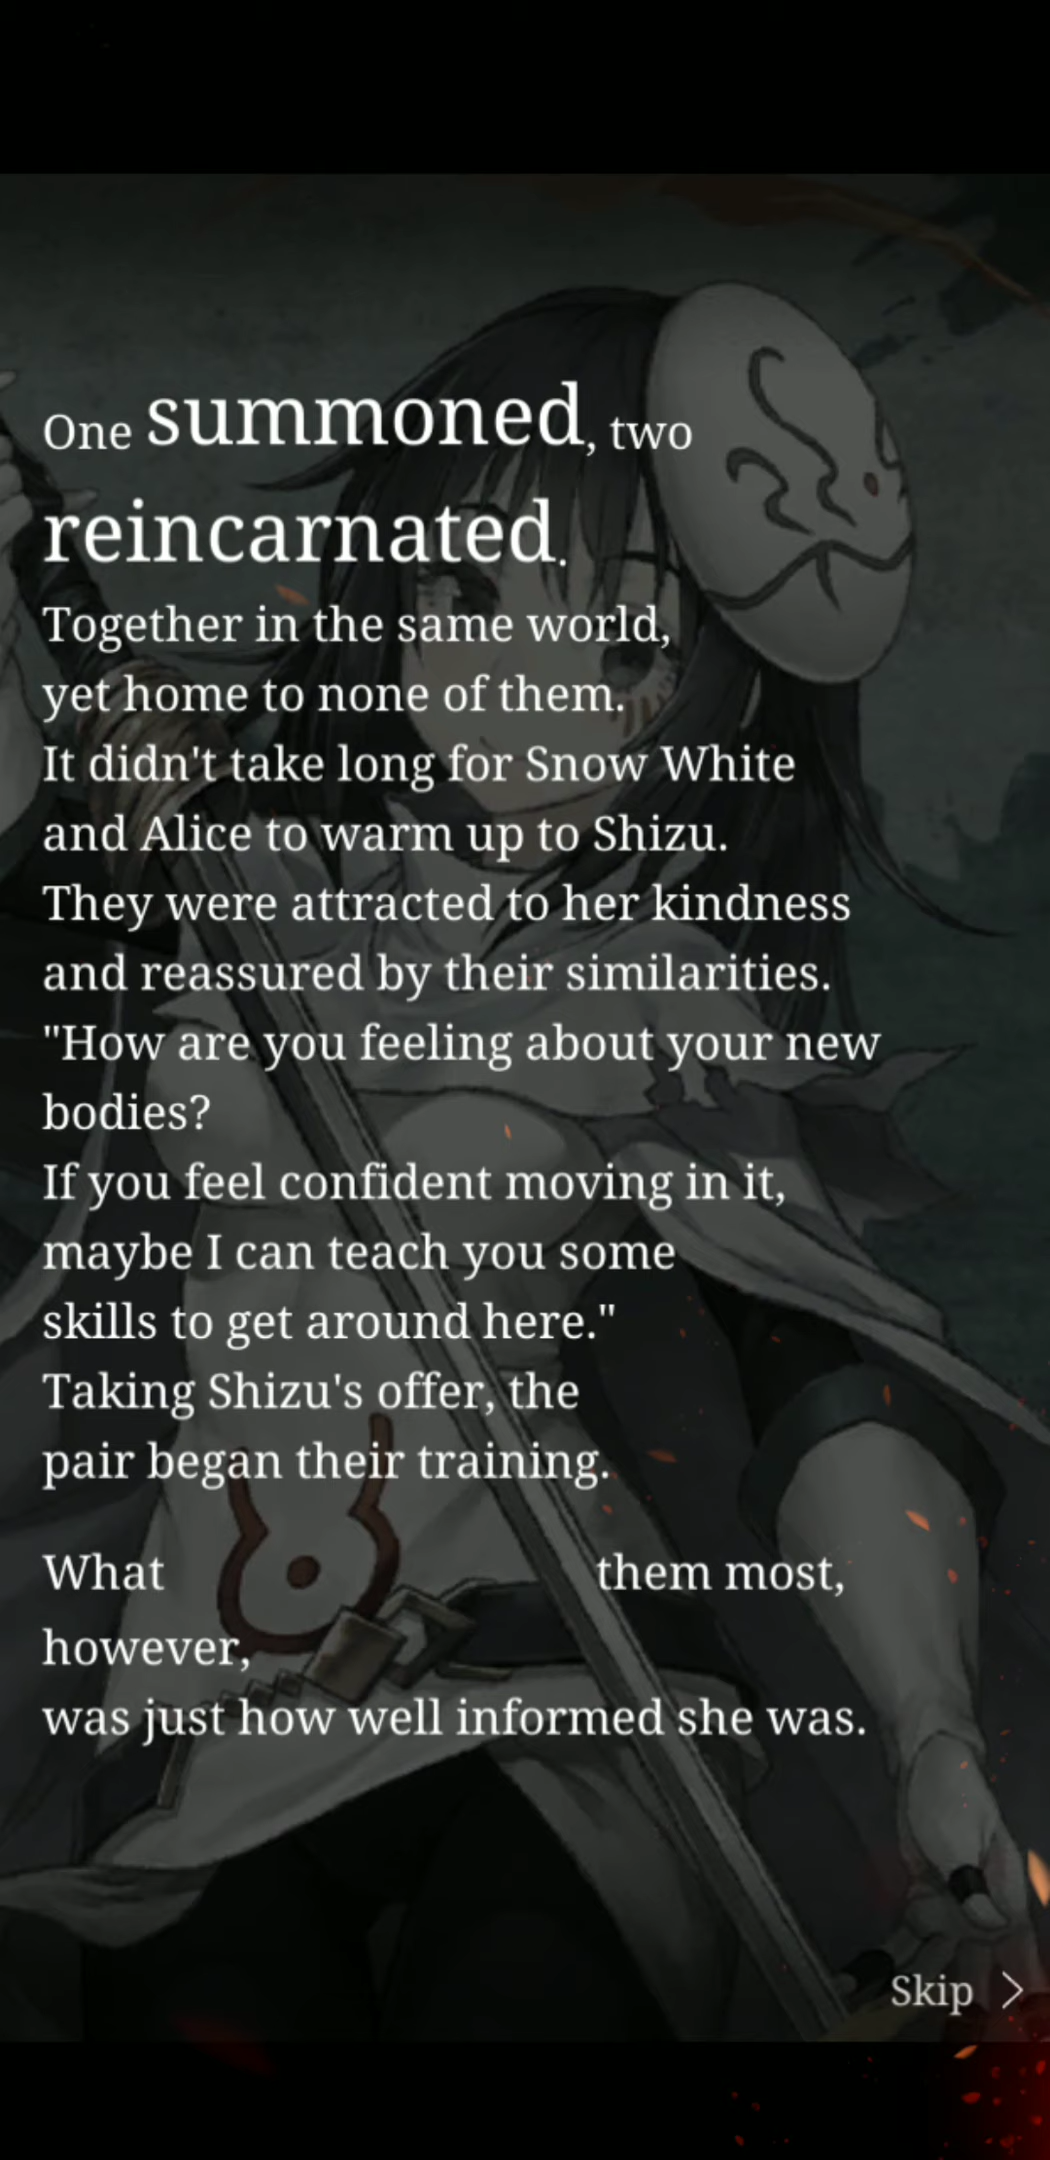 One summoned, two
reincarnated.
Together in the same world,
yet home to none of them.
It didn't take long for Snow White
and Alice to warm up to Shizu.
They were attracted to her kindness
and reassured by their similarities.
"How are you feeling about your new
bodies?
If you feel confident moving in it,
maybe I can teach you some
skills to get around here."
Taking Shizu's offer, the
pair began their training.
What them most,
however,
was just how well informed she was.
Skip